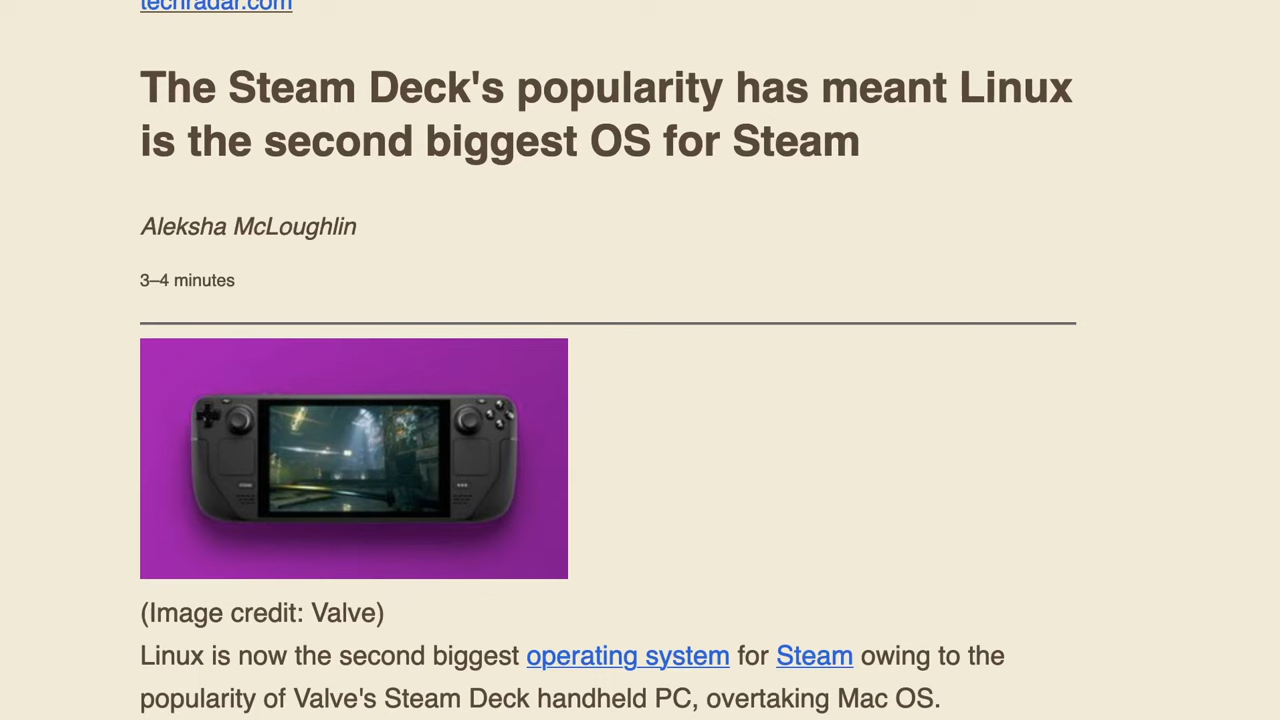 techradar.com
The Steam Deck's popularity has meant Linux
is the second biggest OS for Steam
Aleksha McLoughlin
3–4 minutes
(Image credit: Valve)
Linux is now the second biggest operating system for Steam owing to the
popularity of Valve's Steam Deck handheld PC, overtaking Mac OS.